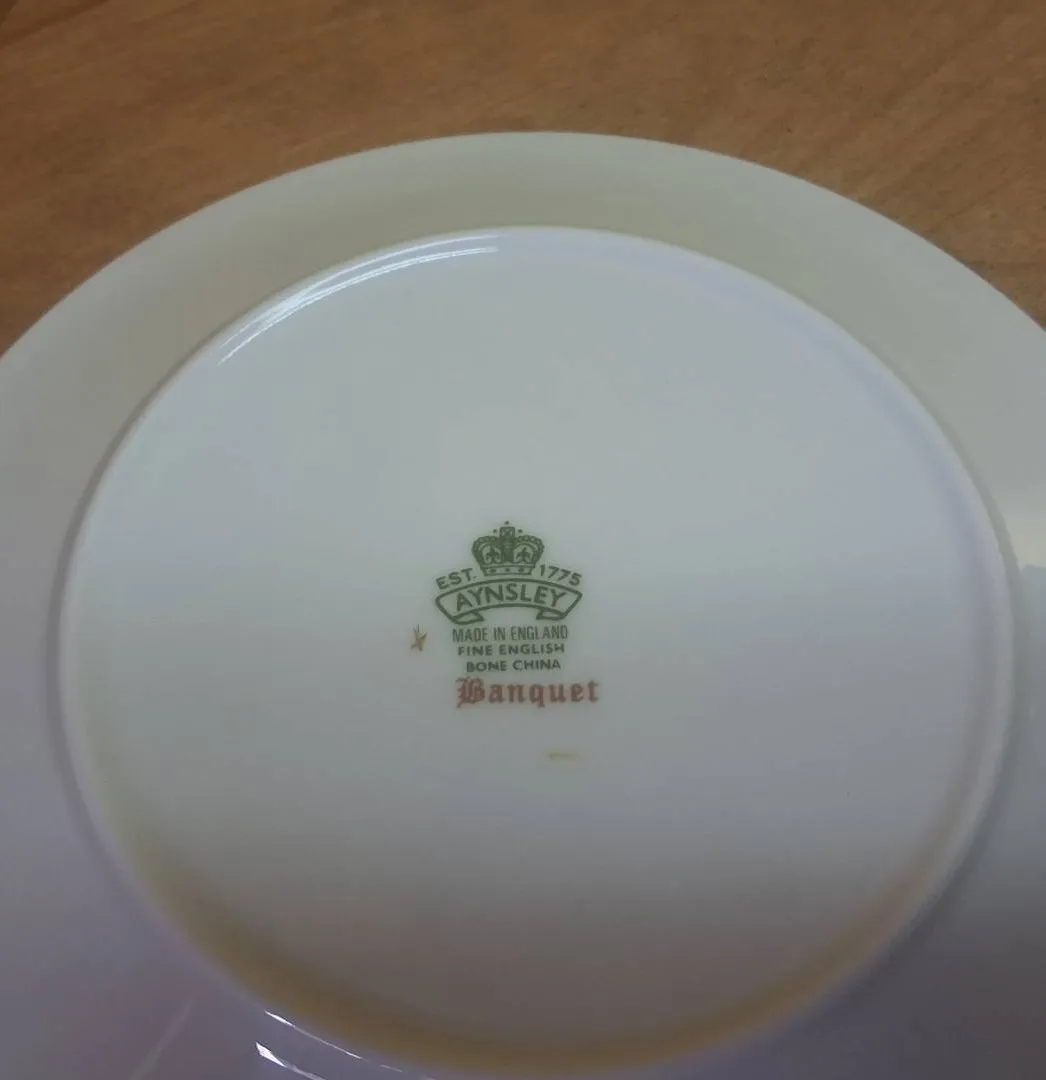 EST. 1775
AYNSLEY
MADE IN ENGLAND
FINE ENGLISH
BONE CHINA
Banquet